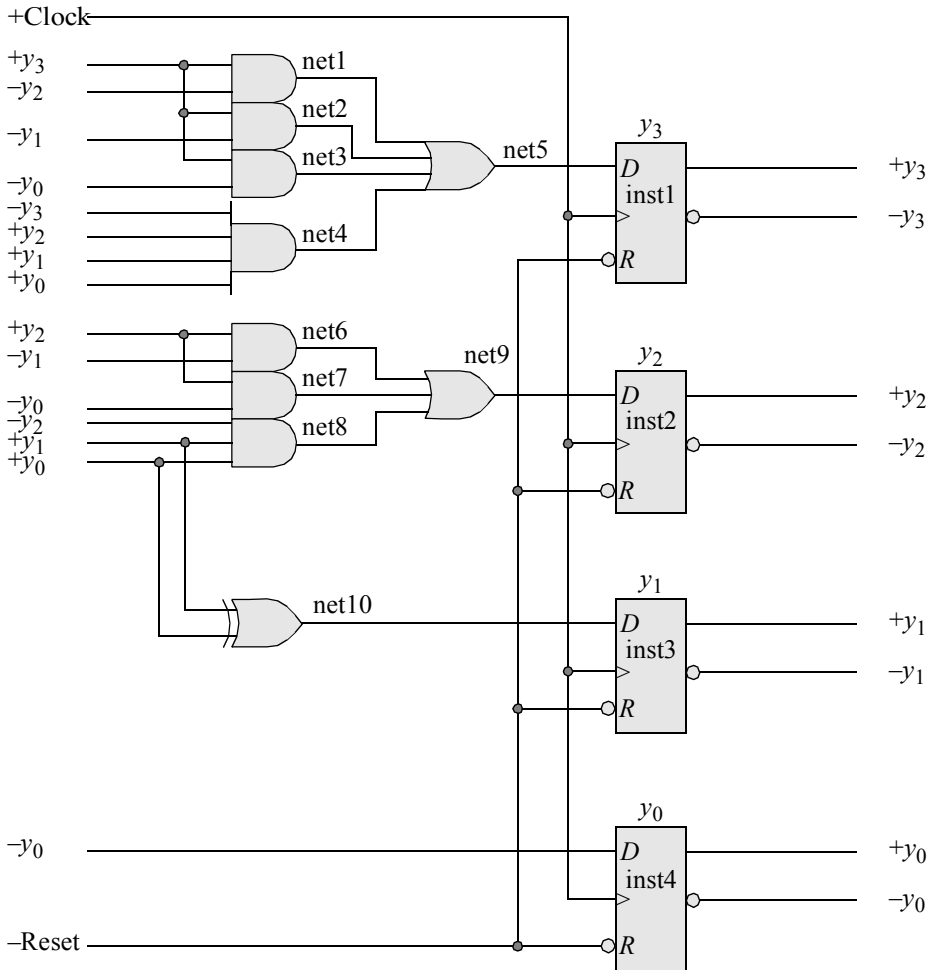 +Clock
+y3
net1
–y2
net2
–y1
net3
–y0
–y3
+y2
net4
+y1
+y0
net5
y3
D
inst1
R
+y3
–y3
+y2
net6
–y1
net7
–y0
–y2
net8
+y1
+y0
net9
y2
D
inst2
R
+y2
–y2
net10
y1
D
inst3
R
+y1
–y1
–y0
y0
D
inst4
R
+y0
–y0
–Reset